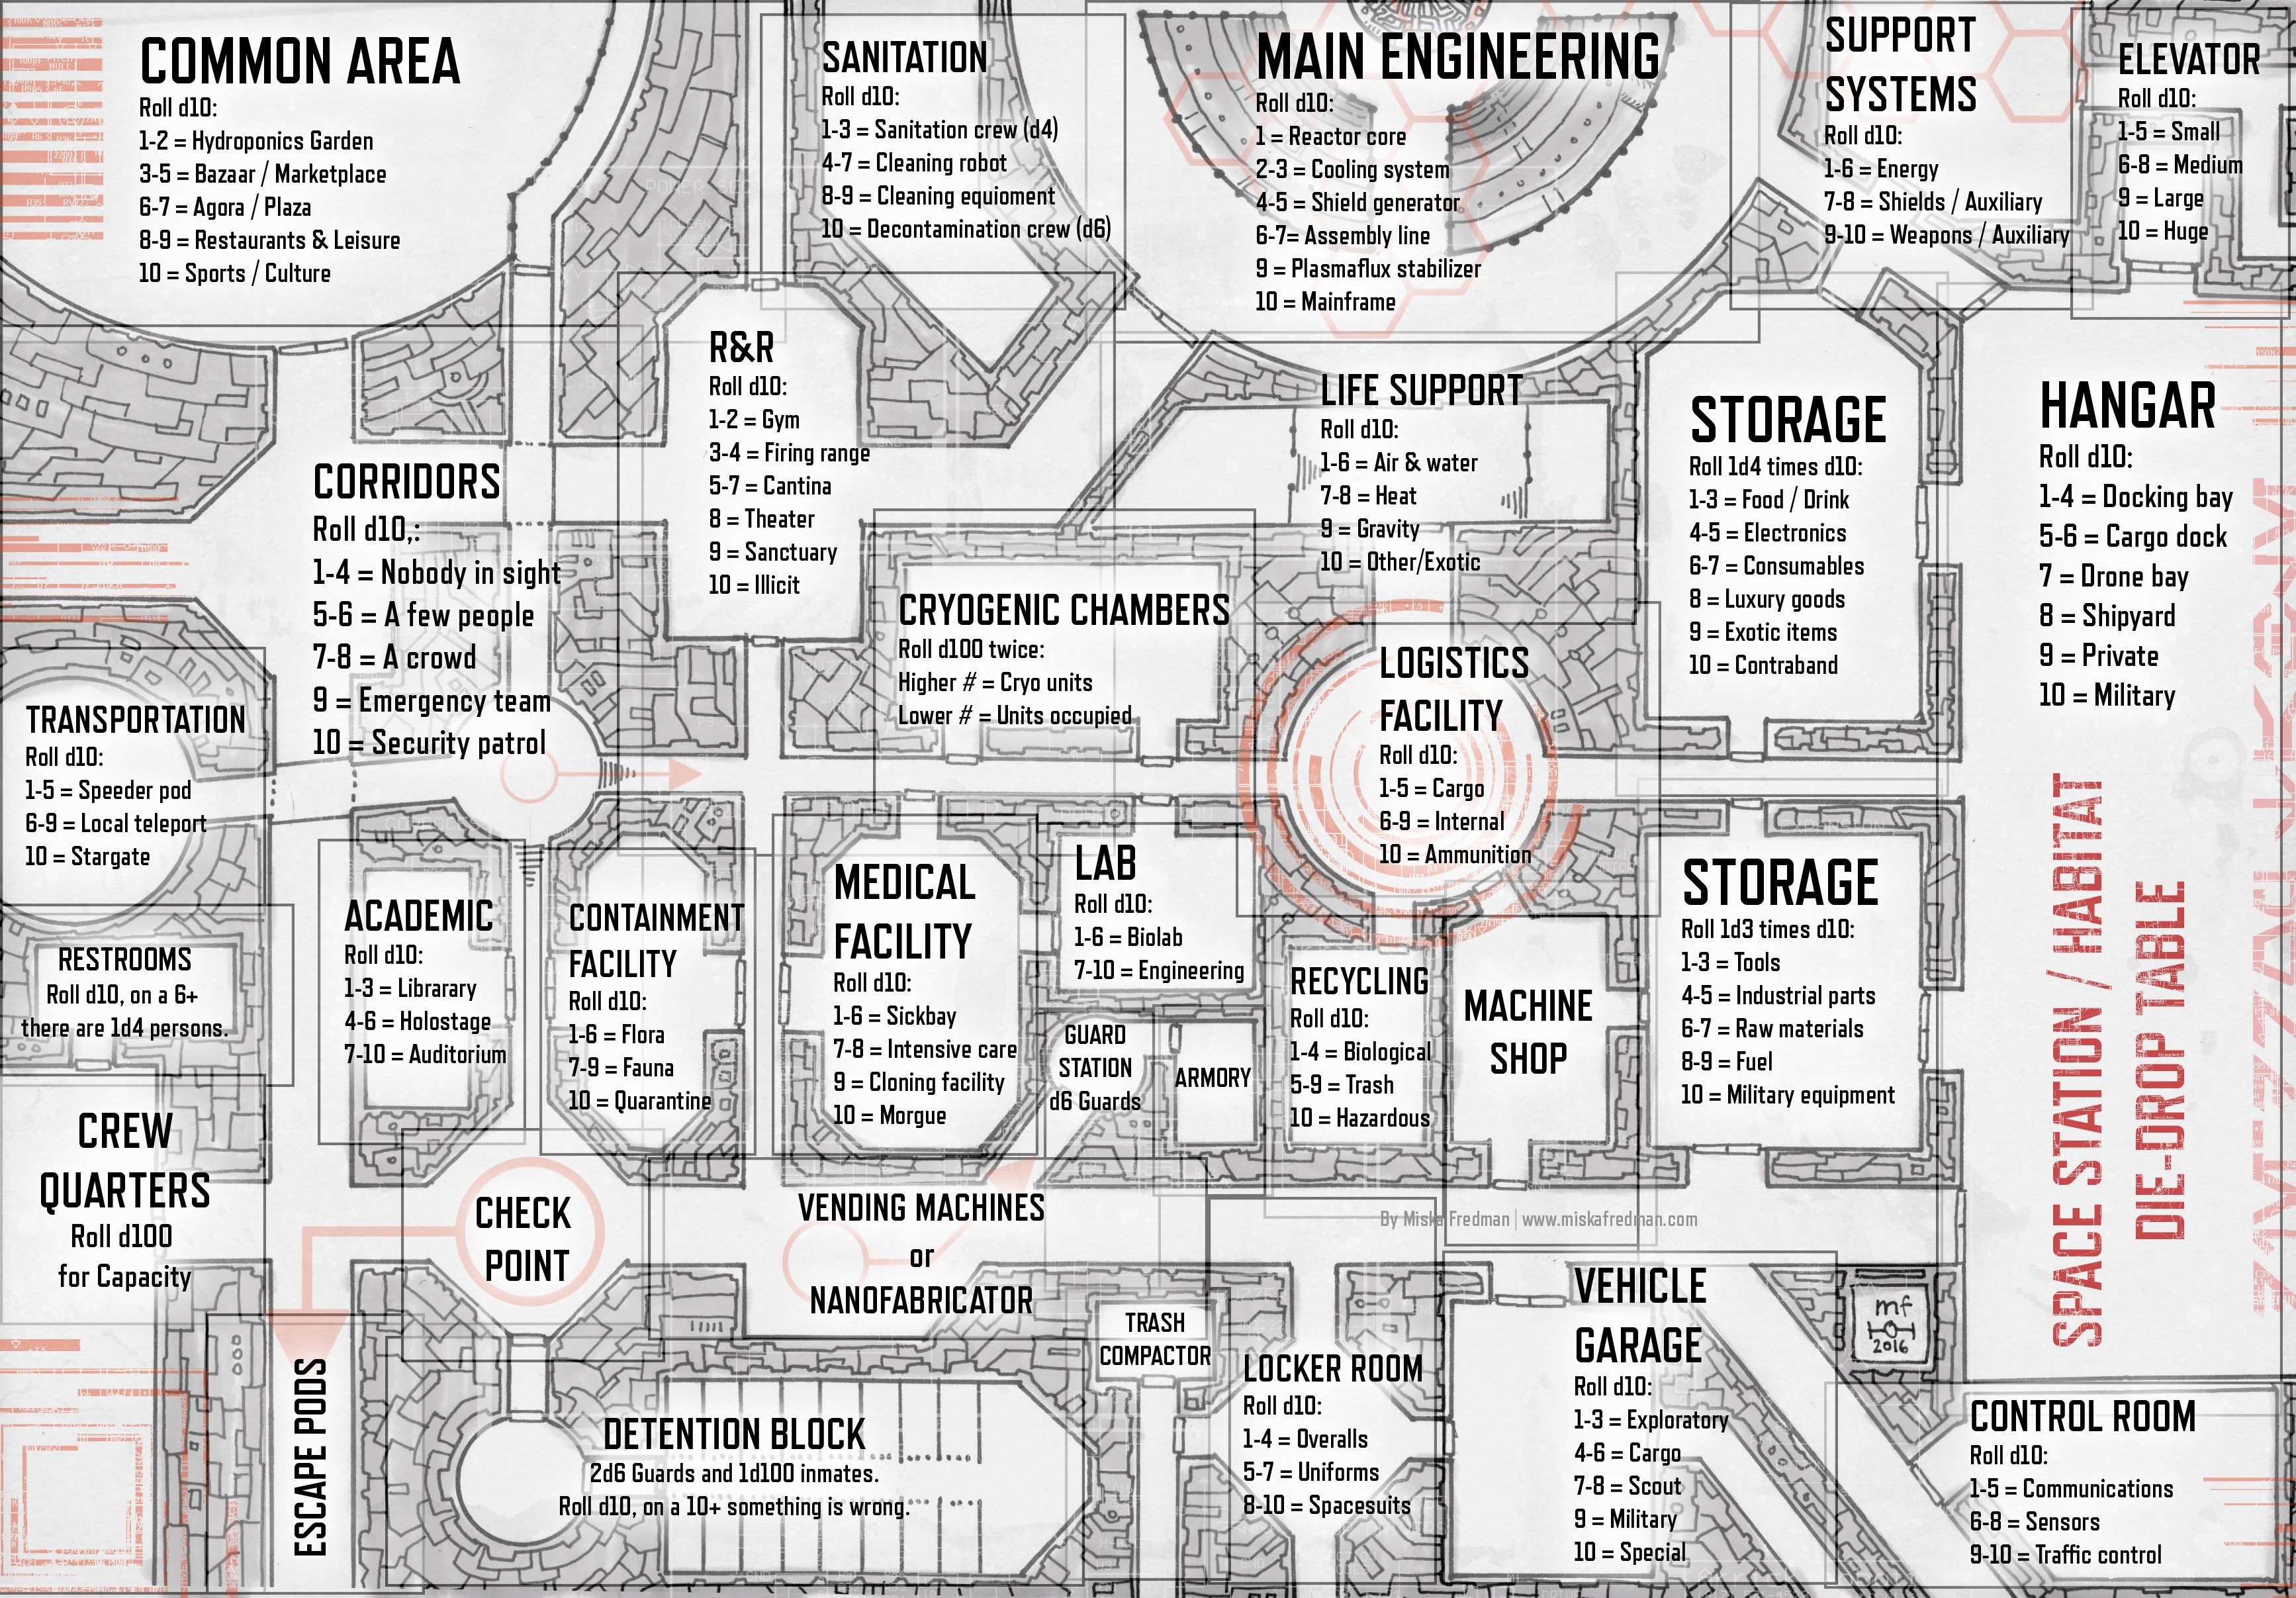 COMMON AREA
Roll d10:
1-2 = Hydroponics Garden
3-5 = Bazaar / Marketplace
6-7 = Agora / Plaza
8-9 = Restaurants & Leisure
10 = Sports / Culture
SANITATION
Roll d10:
1-3 = Sanitation crew (d4)
4-7 = Cleaning robot
8-9 = Cleaning equioment
10 = Decontamination crew (d6)
MAIN ENGINEERING
Roll d10:
1 = Reactor core
2-3 = Cooling system
4-5 = Shield generator
6-7= Assembly line
9 = Plasmaflux stabilizer
10 = Mainframe
SUPPORT
SYSTEMS
Roll d10:
1-6 = Energy
7-8 = Shields / Auxiliary
9-10 = Weapons / Auxiliary
ELEVATOR
Roll d10:
1-5 = Small
6-8 = Medium
9 = Large
10 = Huge
CORRIDORS
Roll d10,:
1-4 = Nobody in sight
5-6 = A few people
7-8 = A crowd
9 = Emergency team
10 = Security patrol
R&R
Roll d10:
1-2 = Gym
3-4 = Firing range
5-7 = Cantina
8 = Theater
9 = Sanctuary
10 = Illicit
LIFE SUPPORT
Roll d10:
1-6 = Air & water
7-8 = Heat
9 = Gravity
10 = Other/Exotic
STORAGE
Roll 1d4 times d10:
1-3 = Food / Drink
4-5 = Electronics
6-7 = Consumables
8 = Luxury goods
9 = Exotic items
10 = Contraband
HANGAR
Roll d10:
1-4 = Docking bay
5-6 = Cargo dock
7 = Drone bay
8 = Shipyard
9 = Private
10 = Military
CRYOGENIC CHAMBERS
Roll d100 twice:
Higher # = Cryo units
Lower # = Units occupied
LOGISTICS
FACILITY
Roll d10:
1-5 = Cargo
6-9 = Internal
10 = Ammunition
TRANSPORTATION
Roll d10:
1-5 = Speeder pod
6-9 = Local teleport
10 = Stargate
RESTROOMS
Roll d10, on a 6+
there are 1d4 persons.
ACADEMIC
Roll d10:
1-3 = Librarary
4-6 = Holostage
7-10 = Auditorium
CONTAINMENT
FACILITY
Roll d10:
1-6 = Flora
7-9 = Fauna
10 = Quarantine
MEDICAL
FACILITY
Roll d10:
1-6 = Sickbay
7-8 = Intensive care
9 = Cloning facility
10 = Morgue
LAB
Roll d10:
1-6 = Biolab
7-10 = Engineering
GUARD
STATION
d6 Guards
ARMORY
RECYCLING
Roll d10:
1-4 = Biological
5-9 = Trash
10 = Hazardous
MACHINE
SHOP
STORAGE
Roll 1d3 times d10:
1-3 = Tools
4-5 = Industrial parts
6-7 = Raw materials
8-9 = Fuel
10 = Military equipment
SPACE STATION / HABITAT
DIE-DROP TABLE
CREW
QUARTERS
Roll d100
for Capacity
CHECK
POINT
VENDING MACHINES
or
NANOFABRICATOR
By Miska Fredman | www.miskafredman.com
ESCAPE PODS
DETENTION BLOCK
2d6 Guards and 1d100 inmates.
Roll d10, on a 10+ something is wrong.
TRASH
COMPACTOR
LOCKER ROOM
Roll d10:
1-4 = Overalls
5-7 = Uniforms
8-10 = Spacesuits
VEHICLE
GARAGE
Roll d10:
1-3 = Exploratory
4-6 = Cargo
7-8 = Scout
9 = Military
10 = Special
mf
2016
CONTROL ROOM
Roll d10:
1-5 = Communications
6-8 = Sensors
9-10 = Traffic control